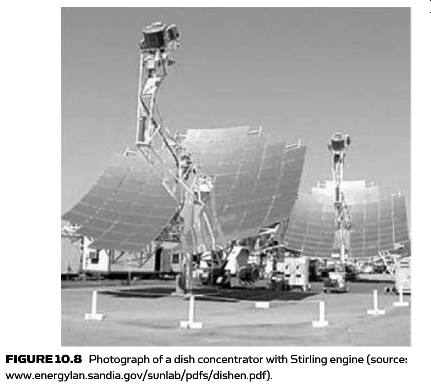 FIGURE 10.8 Photograph of a dish concentrator with Stirling engine (source:
www.energylan.sandia.gov/sunlab/pdfs/dishen.pdf).